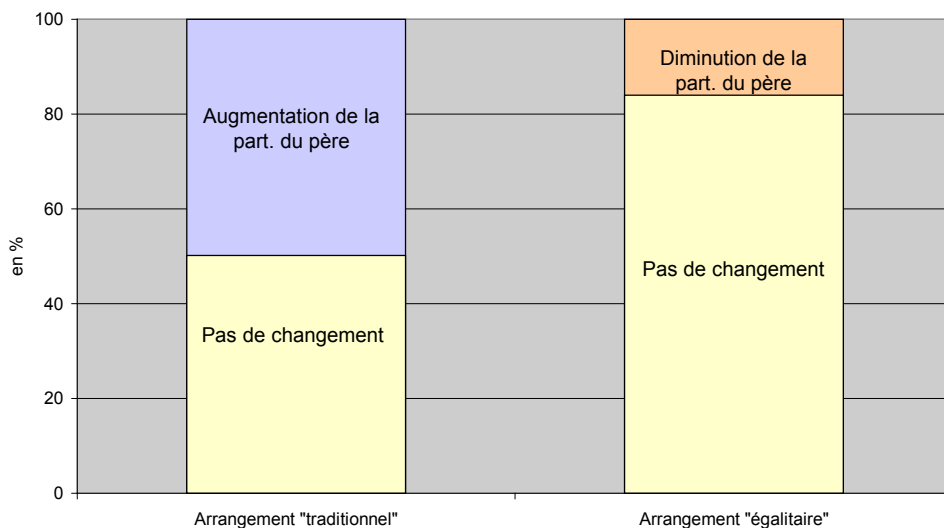 100
80
60
40
20
0
en %
Augmentation de la
part. du père
Pas de changement
Diminution de la
part. du père
Pas de changement
Arrangement "traditionnel"
Arrangement "égalitaire"